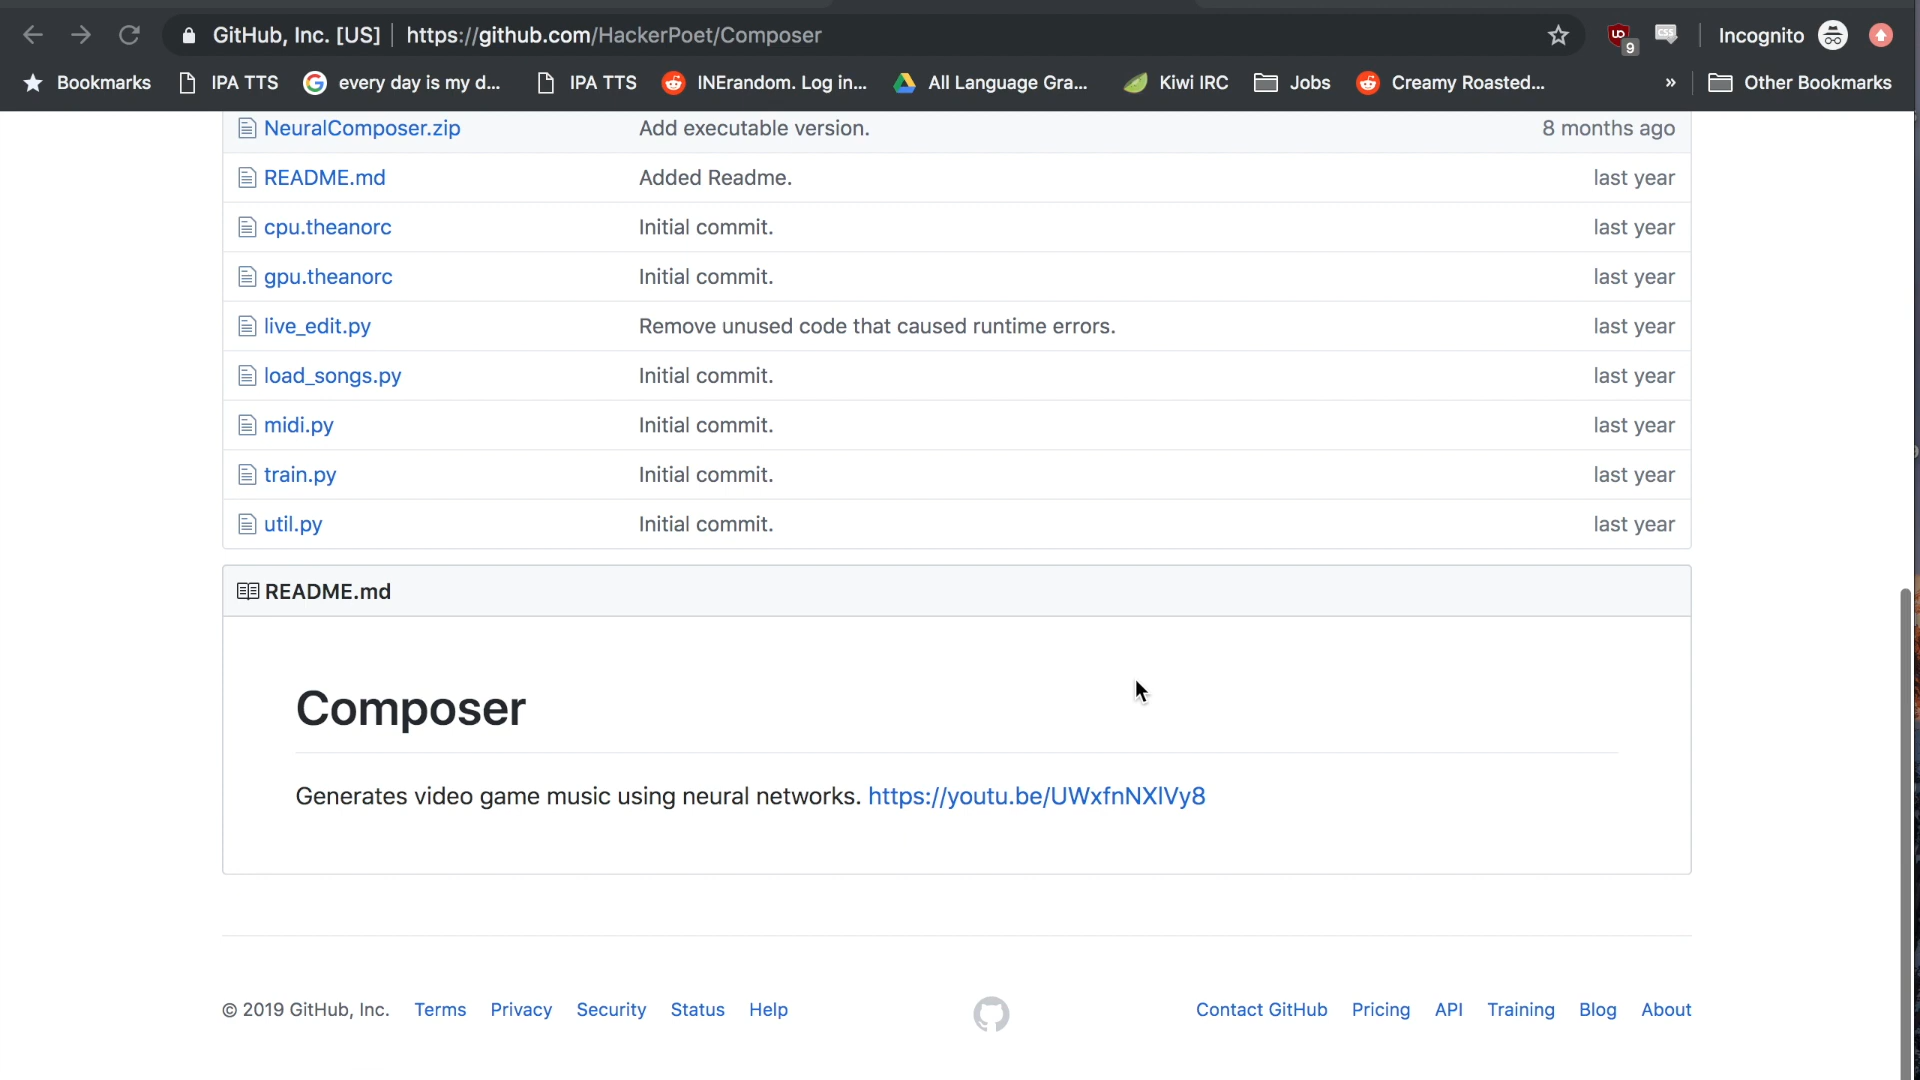 GitHub, Inc. [US] https://github.com/HackerPoet/Composer 9 CSS Incognito
Bookmarks IPA TTS every day is my d... IPA TTS INErandom. Log in... All Language Gra... Kiwi IRC Jobs Creamy Roasted... » Other Bookmarks
NeuralComposer.zip Add executable version. 8 months ago
README.md Added Readme. last year
cpu.theanorc Initial commit. last year
gpu.theanorc Initial commit. last year
live_edit.py Remove unused code that caused runtime errors. last year
load_songs.py Initial commit. last year
midi.py Initial commit. last year
train.py Initial commit. last year
util.py Initial commit. last year
README.md
Composer
Generates video game music using neural networks. https://youtu.be/UWxfnNXlVy8
© 2019 GitHub, Inc. Terms Privacy Security Status Help Contact GitHub Pricing API Training Blog About